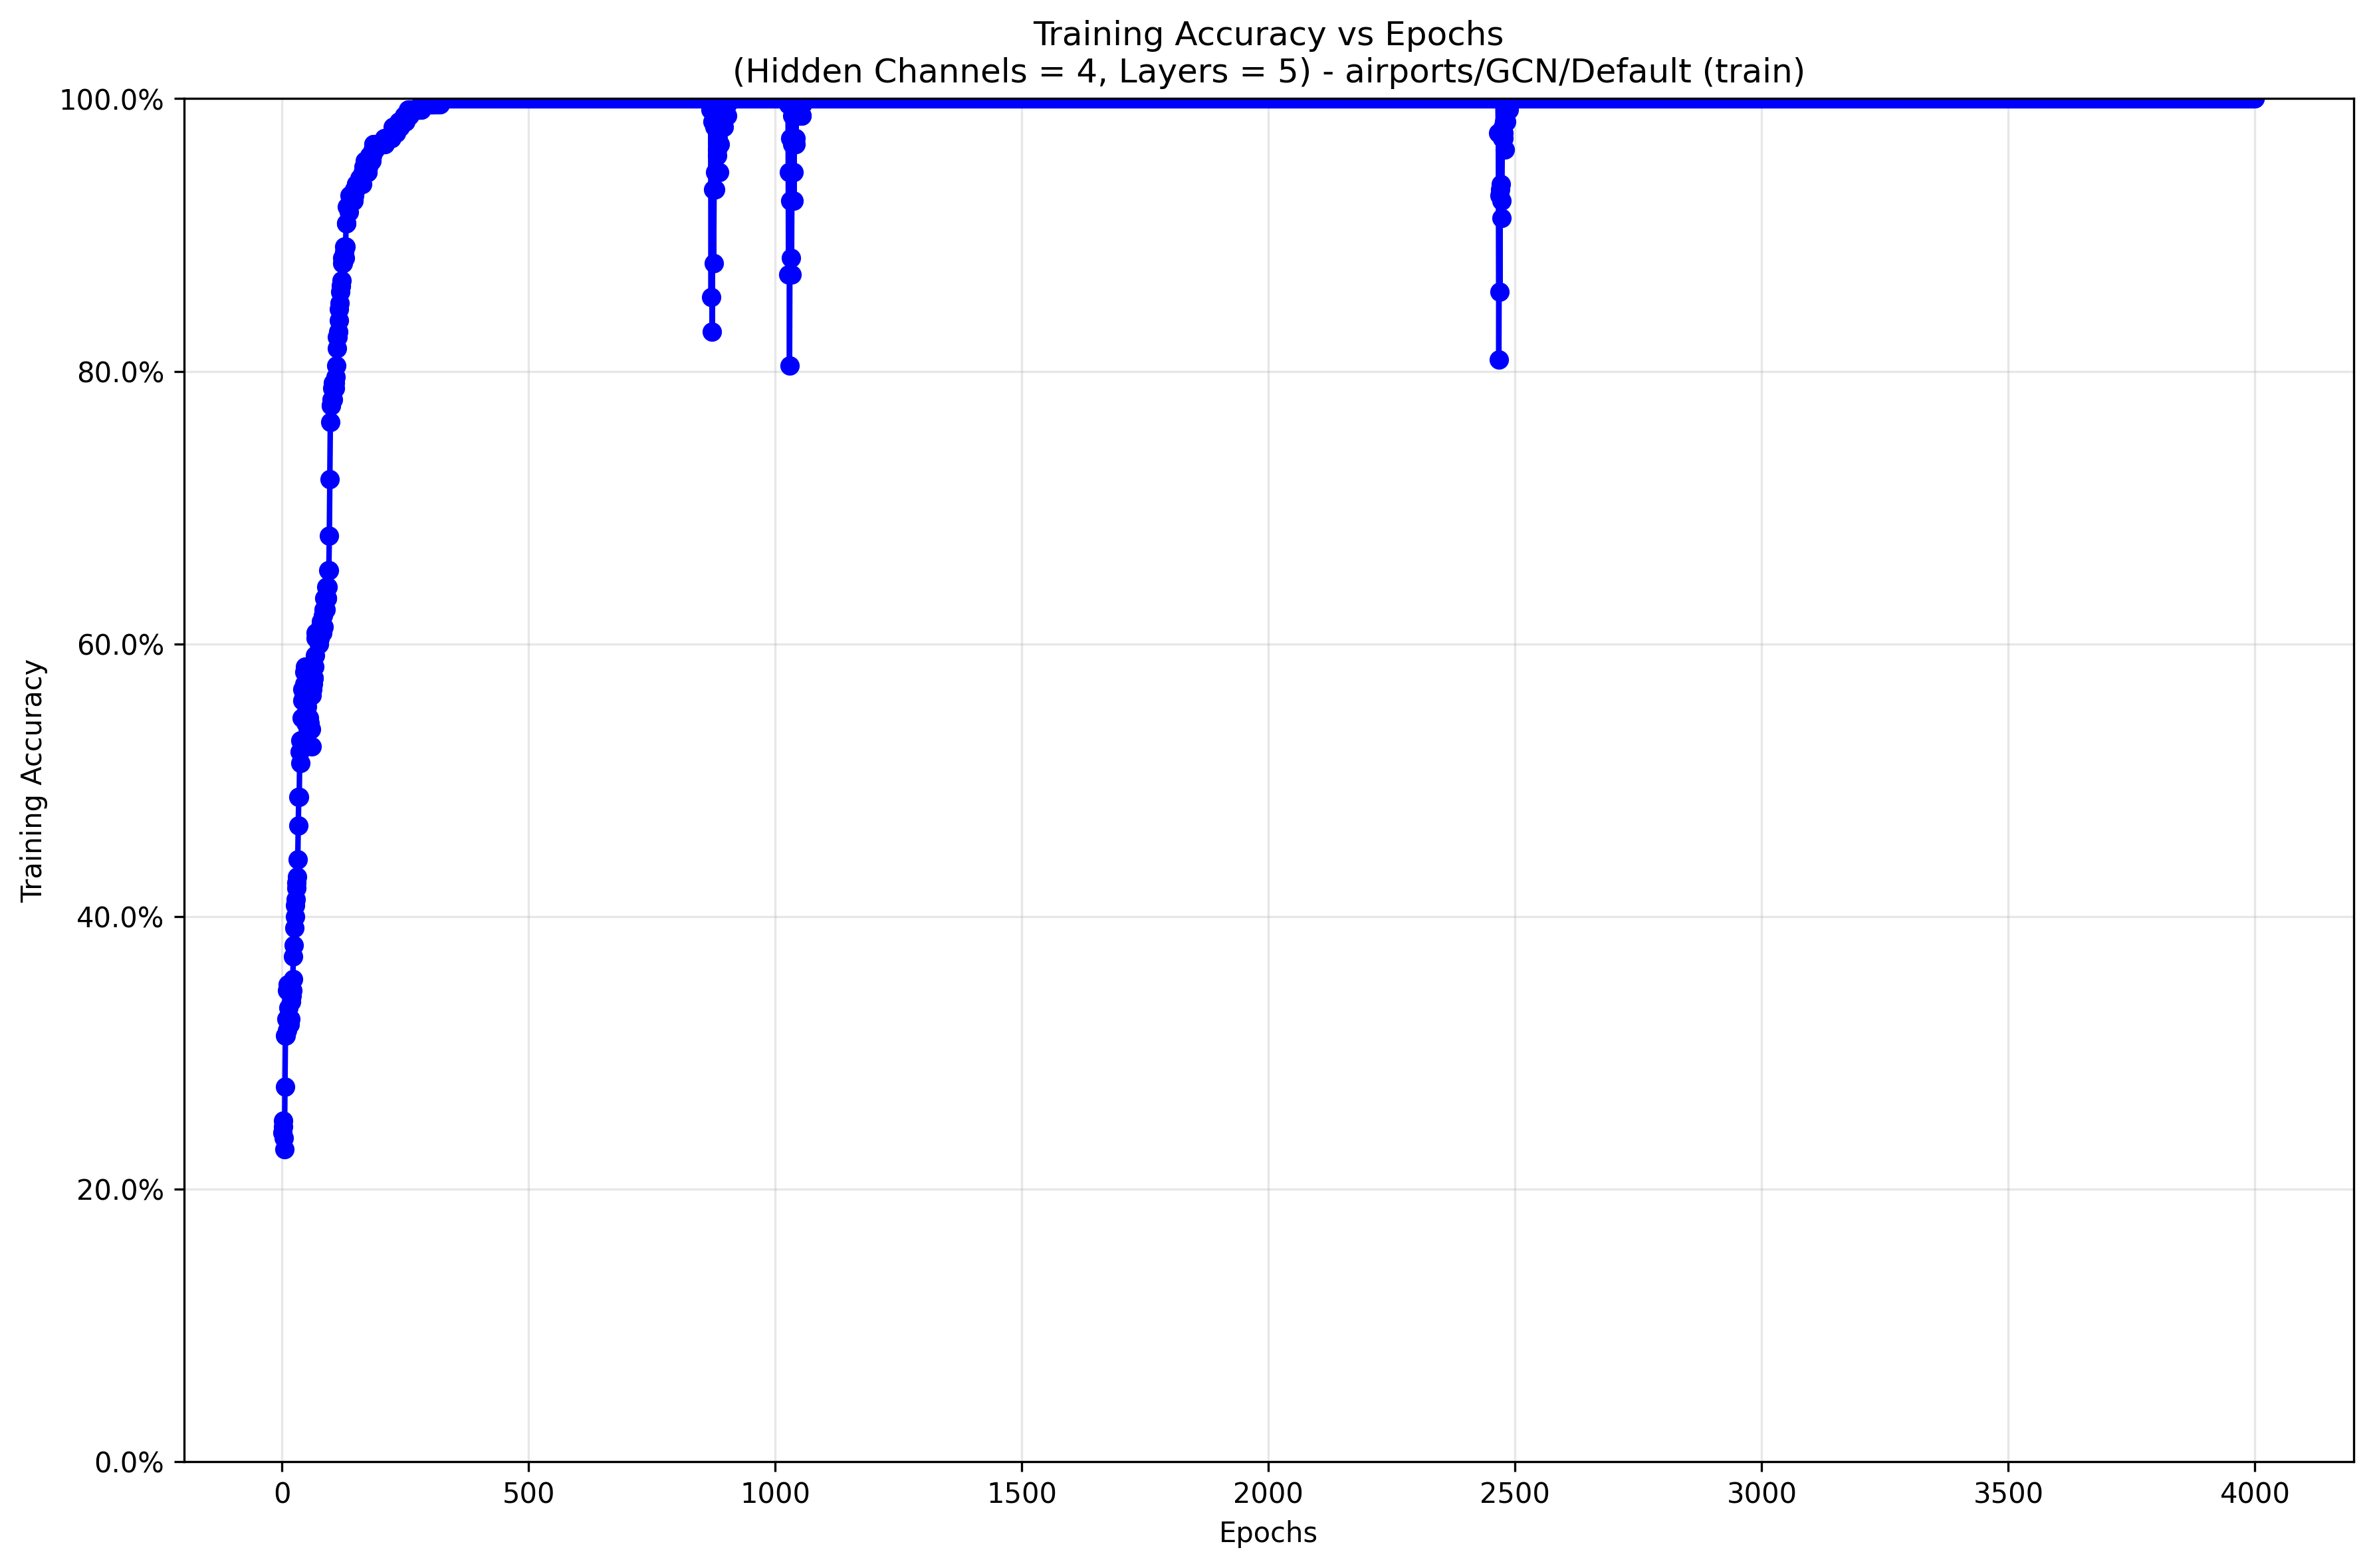 Training Accuracy vs Epochs
(Hidden Channels = 4, Layers = 5) - airports/GCN/Default (train)
100.0%
80.0%
60.0%
40.0%
20.0%
0.0%
Training Accuracy
0 500 1000 1500 2000 2500 3000 3500 4000
Epochs